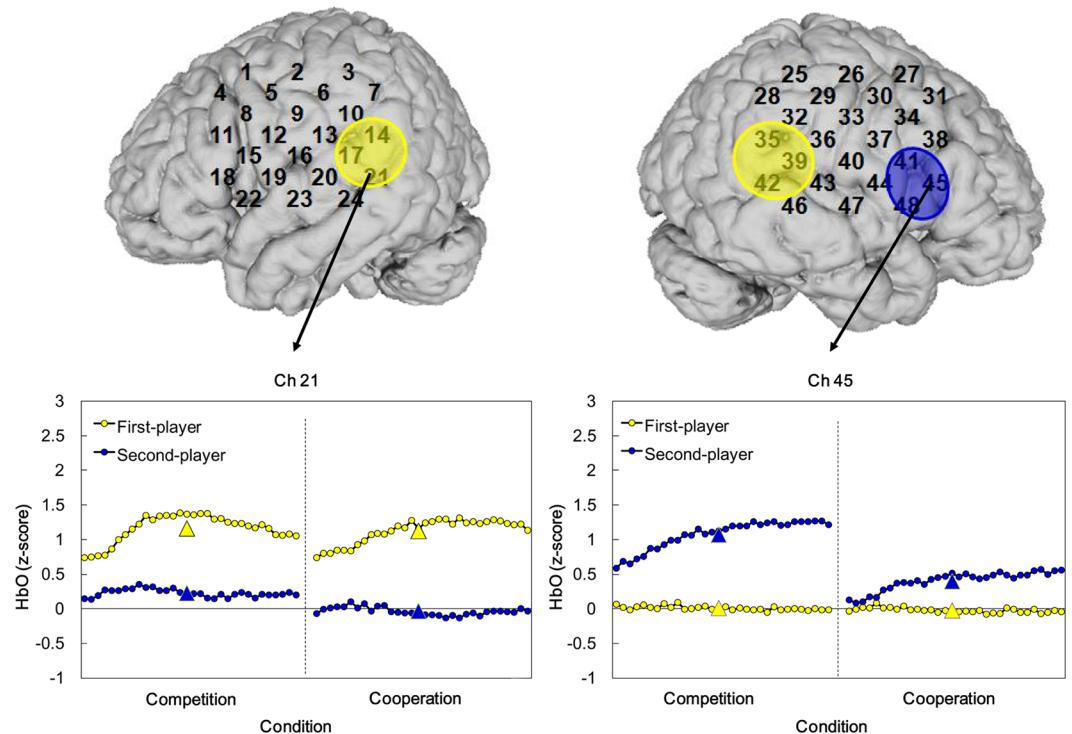 1 2 3
4 5 6 7
8 9 10
11 12 13 14
15 16 17
18 19 20 21
22 23 24
25 26 27
28 29 30 31
32 33 34
35 36 37 38
39 40 41
42 43 44 45
46 47 48
Ch 21
3
2.5
2
1.5
1
0.5
0
-0.5
-1
HbO (z-score)
First-player
Second-player
Competition Cooperation
Condition
Ch 45
3
2.5
2
1.5
1
0.5
0
-0.5
-1
HbO (z-score)
First-player
Second-player
Competition Cooperation
Condition